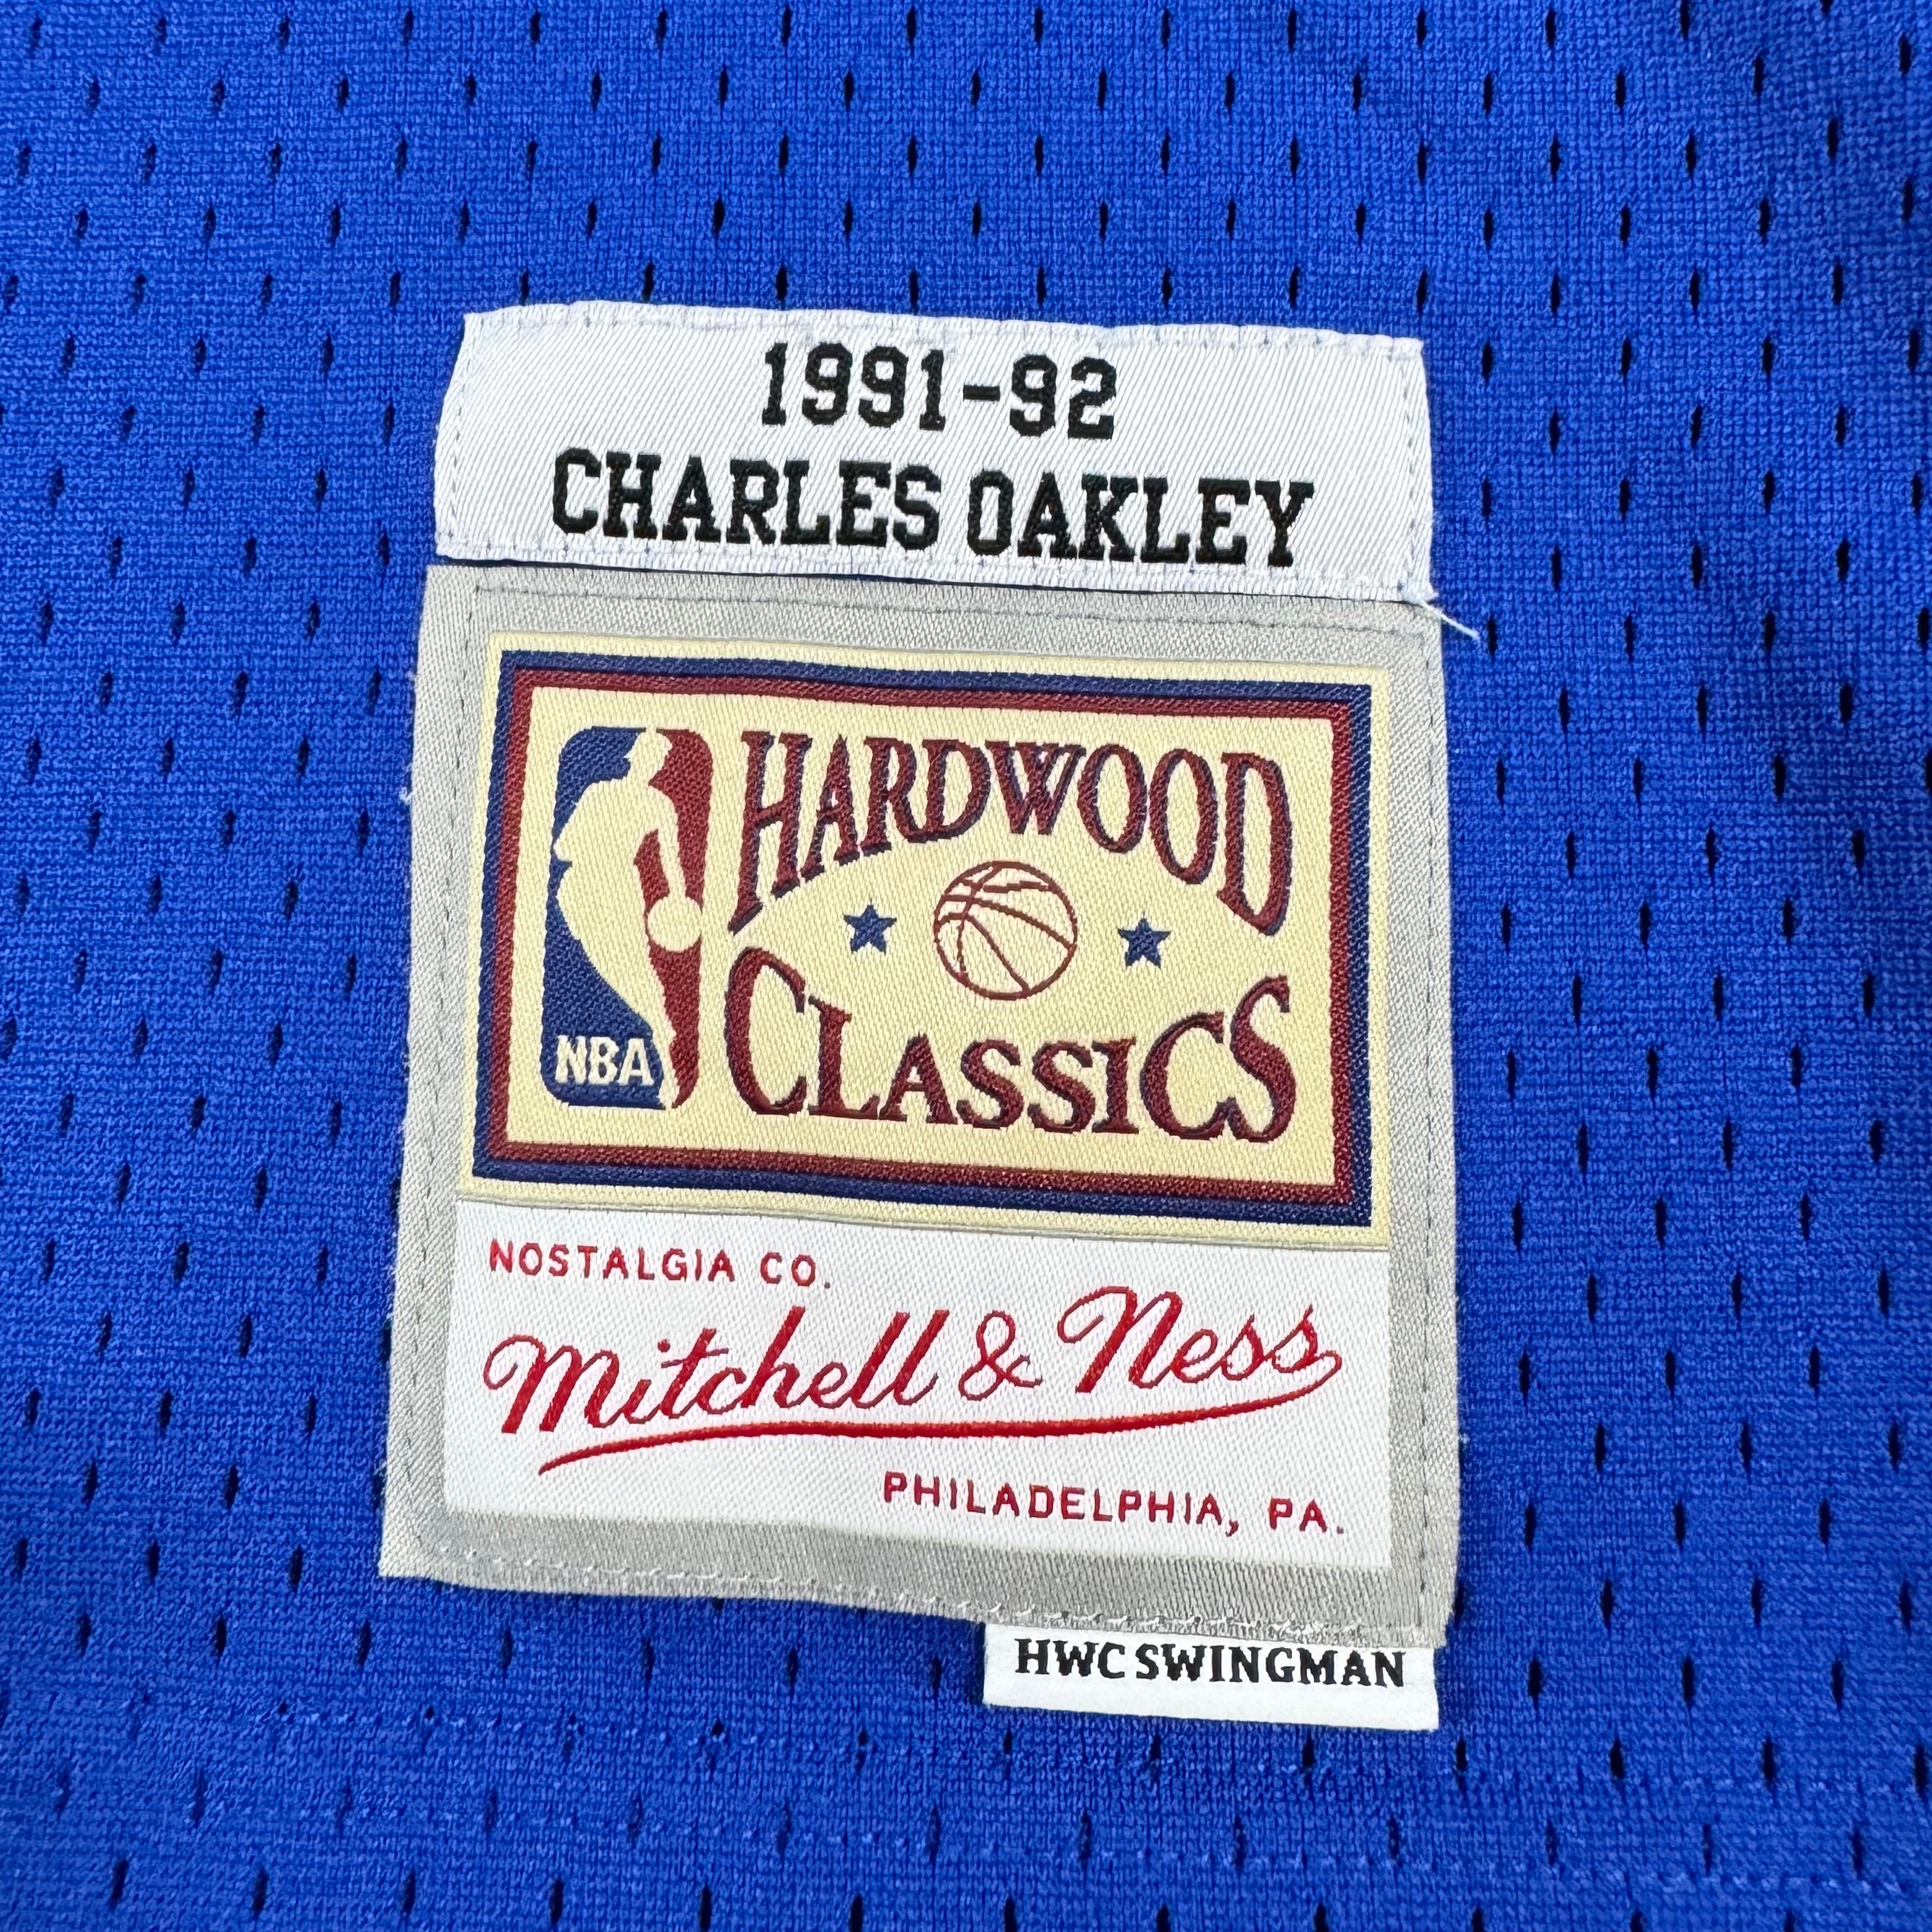 1991-92
CHARLES OAKLEY
HARDWOOD
CLASSICS
NBA
NOSTALGIA CO.
Mitchell & Ness
PHILADELPHIA, PA.
HWC SWINGMAN